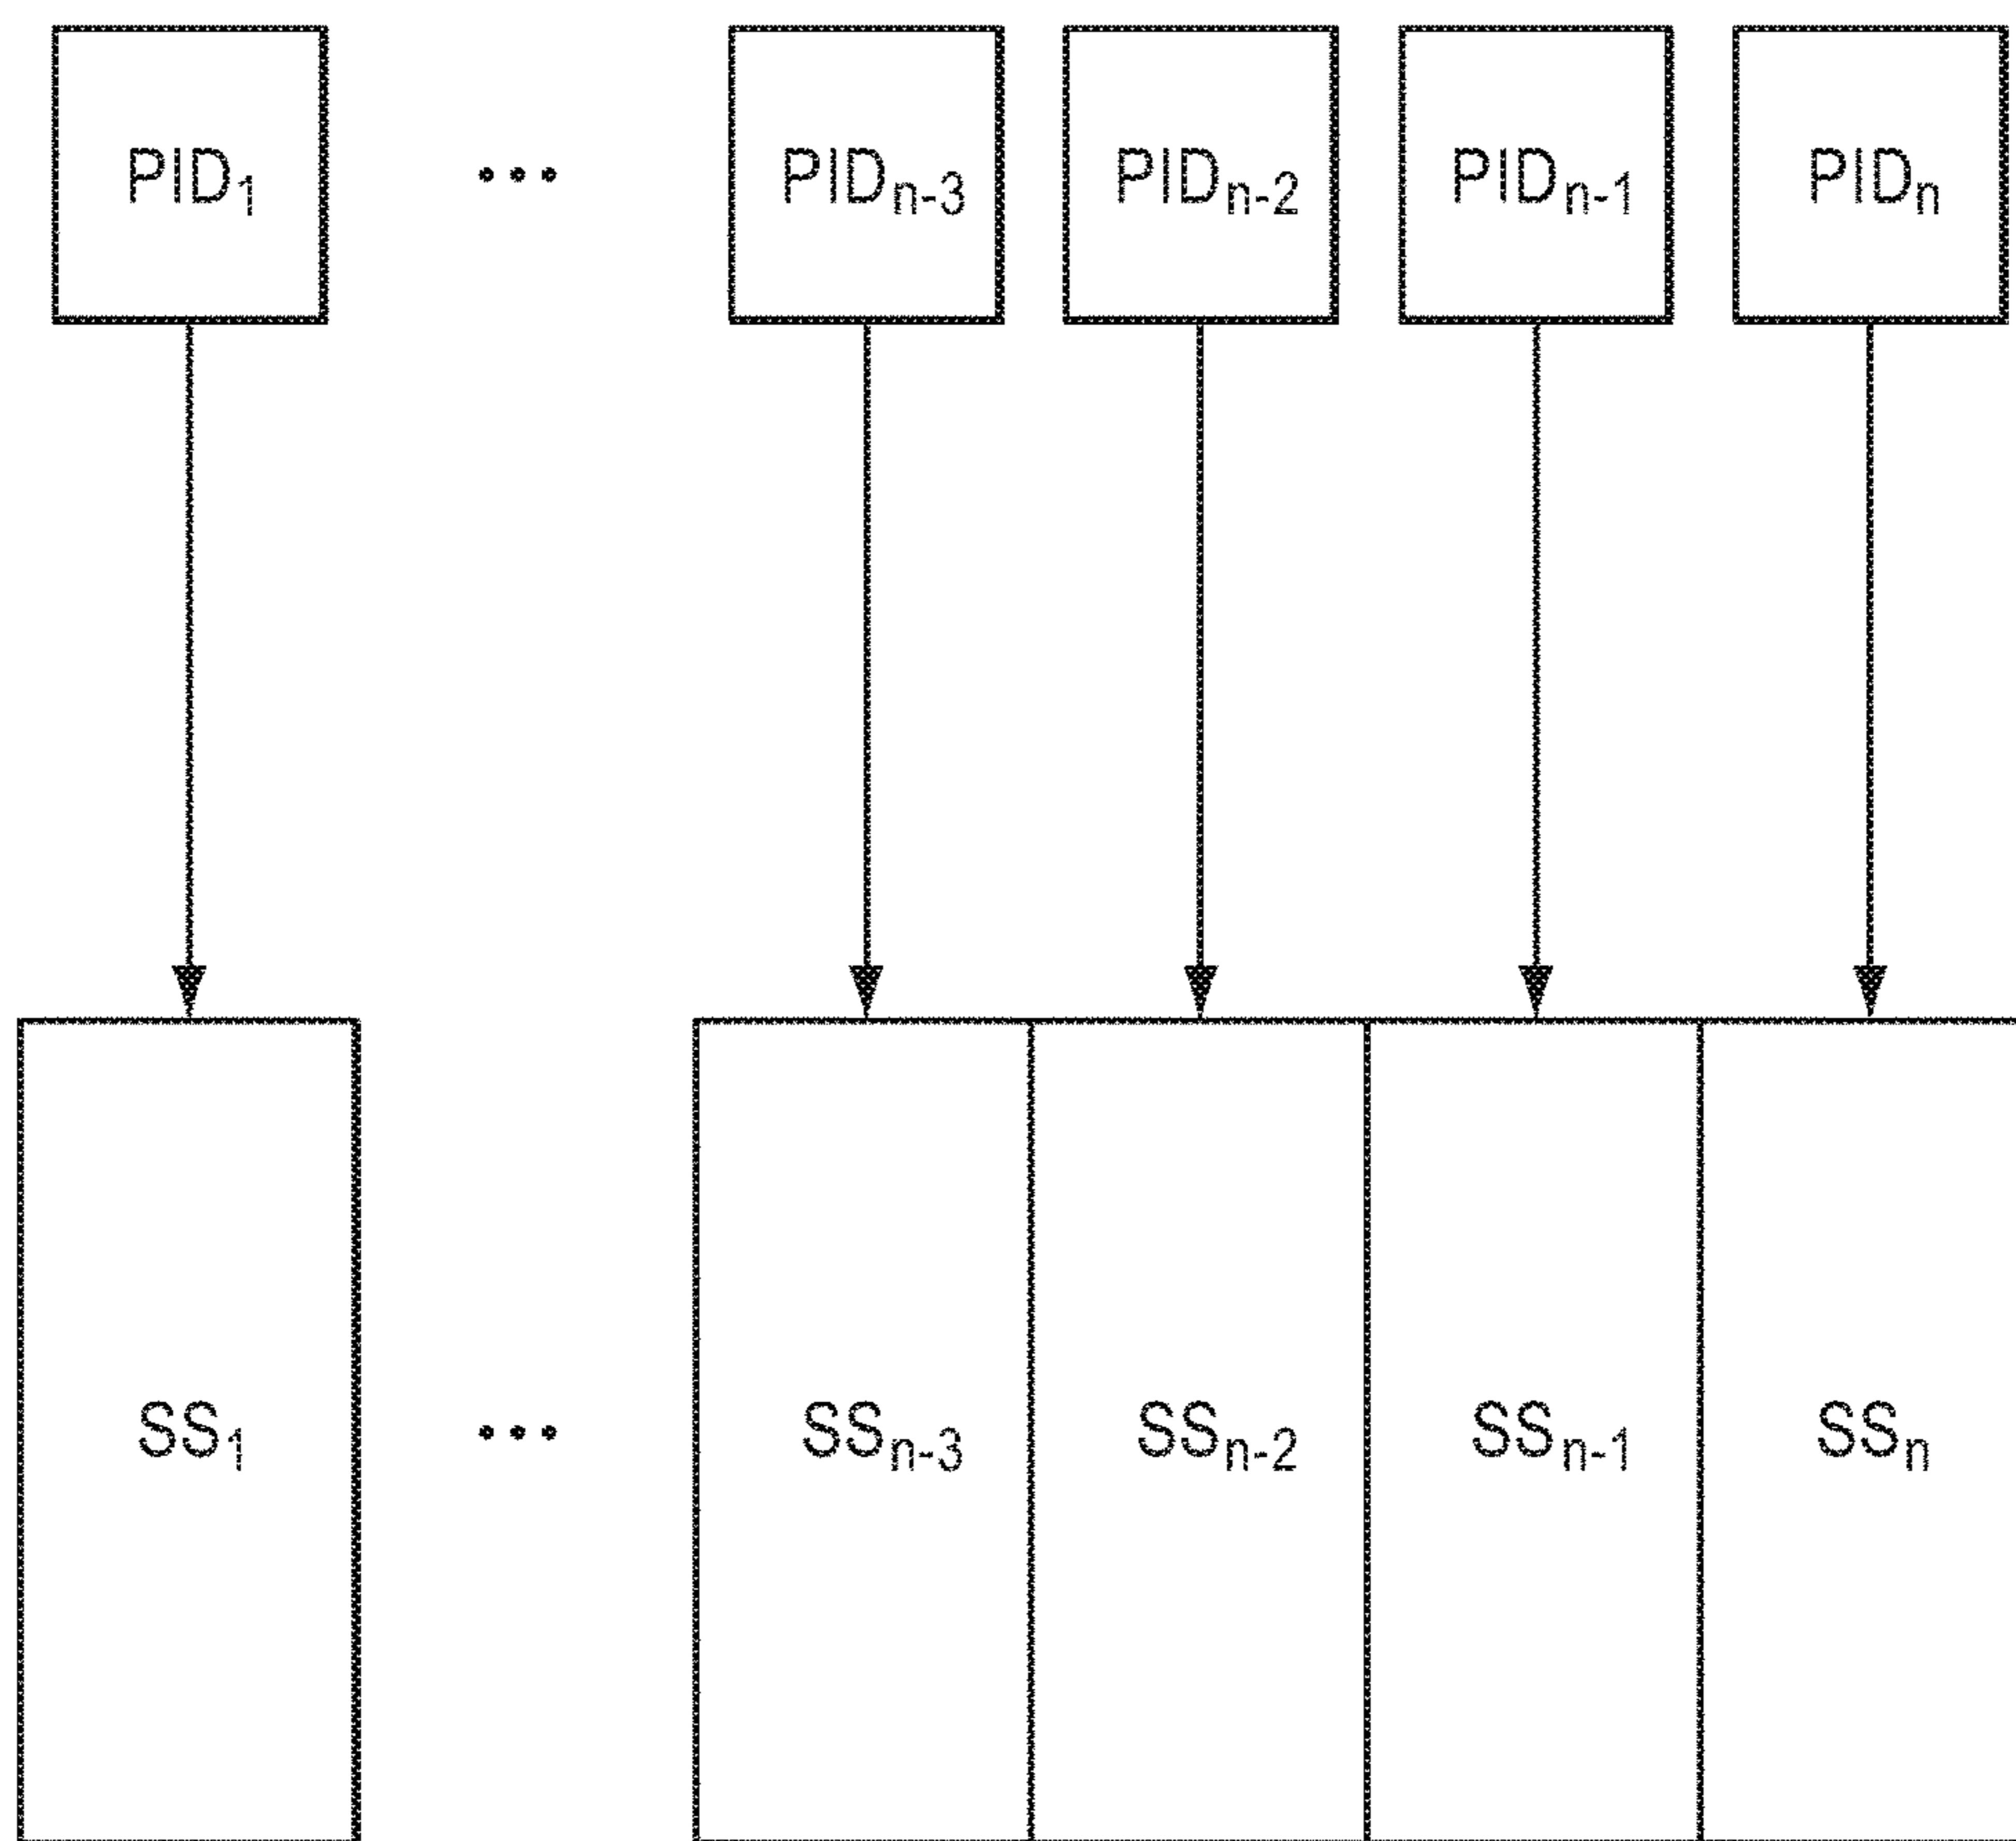 PID₁ ... PIDₙ₋₃ PIDₙ₋₂ PIDₙ₋₁ PIDₙ
SS₁ ... SSₙ₋₃ SSₙ₋₂ SSₙ₋₁ SSₙ